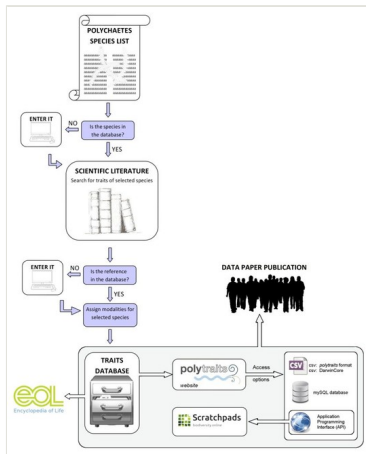 POLYCHAETES
SPECIES LIST
ENTER IT
NO
Is the species in
the database?
YES
SCIENTIFIC LITERATURE
Search for traits of selected species
ENTER IT
NO
Is the reference
in the database?
YES
Assign modalities for
selected species
DATA PAPER PUBLICATION
TRAITS
DATABASE
polytraits
website
Access
options
CSV
csv: polytraits format
csv: DarwinCore
mySQL database
Application
Programming
Interface (API)
Scratchpads
eOL
Encyclopedia of Life